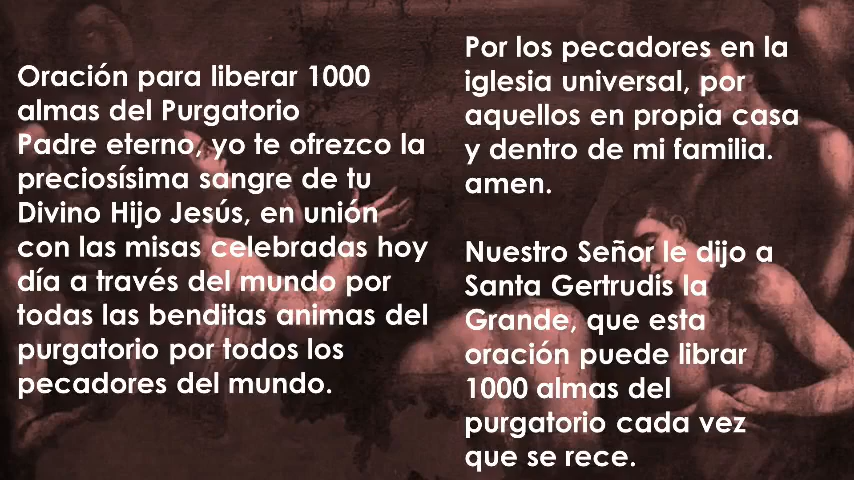 Oración para liberar 1000
almas del Purgatorio
Padre eterno, yo te ofrezco la
preciosísima sangre de tu
Divino Hijo Jesús, en unión
con las misas celebradas hoy
día a través del mundo por
todas las benditas animas del
purgatorio por todos los
pecadores del mundo.
Por los pecadores en la
iglesia universal, por
aquellos en propia casa
y dentro de mi familia.
amen.
Nuestro Señor le dijo a
Santa Gertrudis la
Grande, que esta
oración puede librar
1000 almas del
purgatorio cada vez
que se rece.